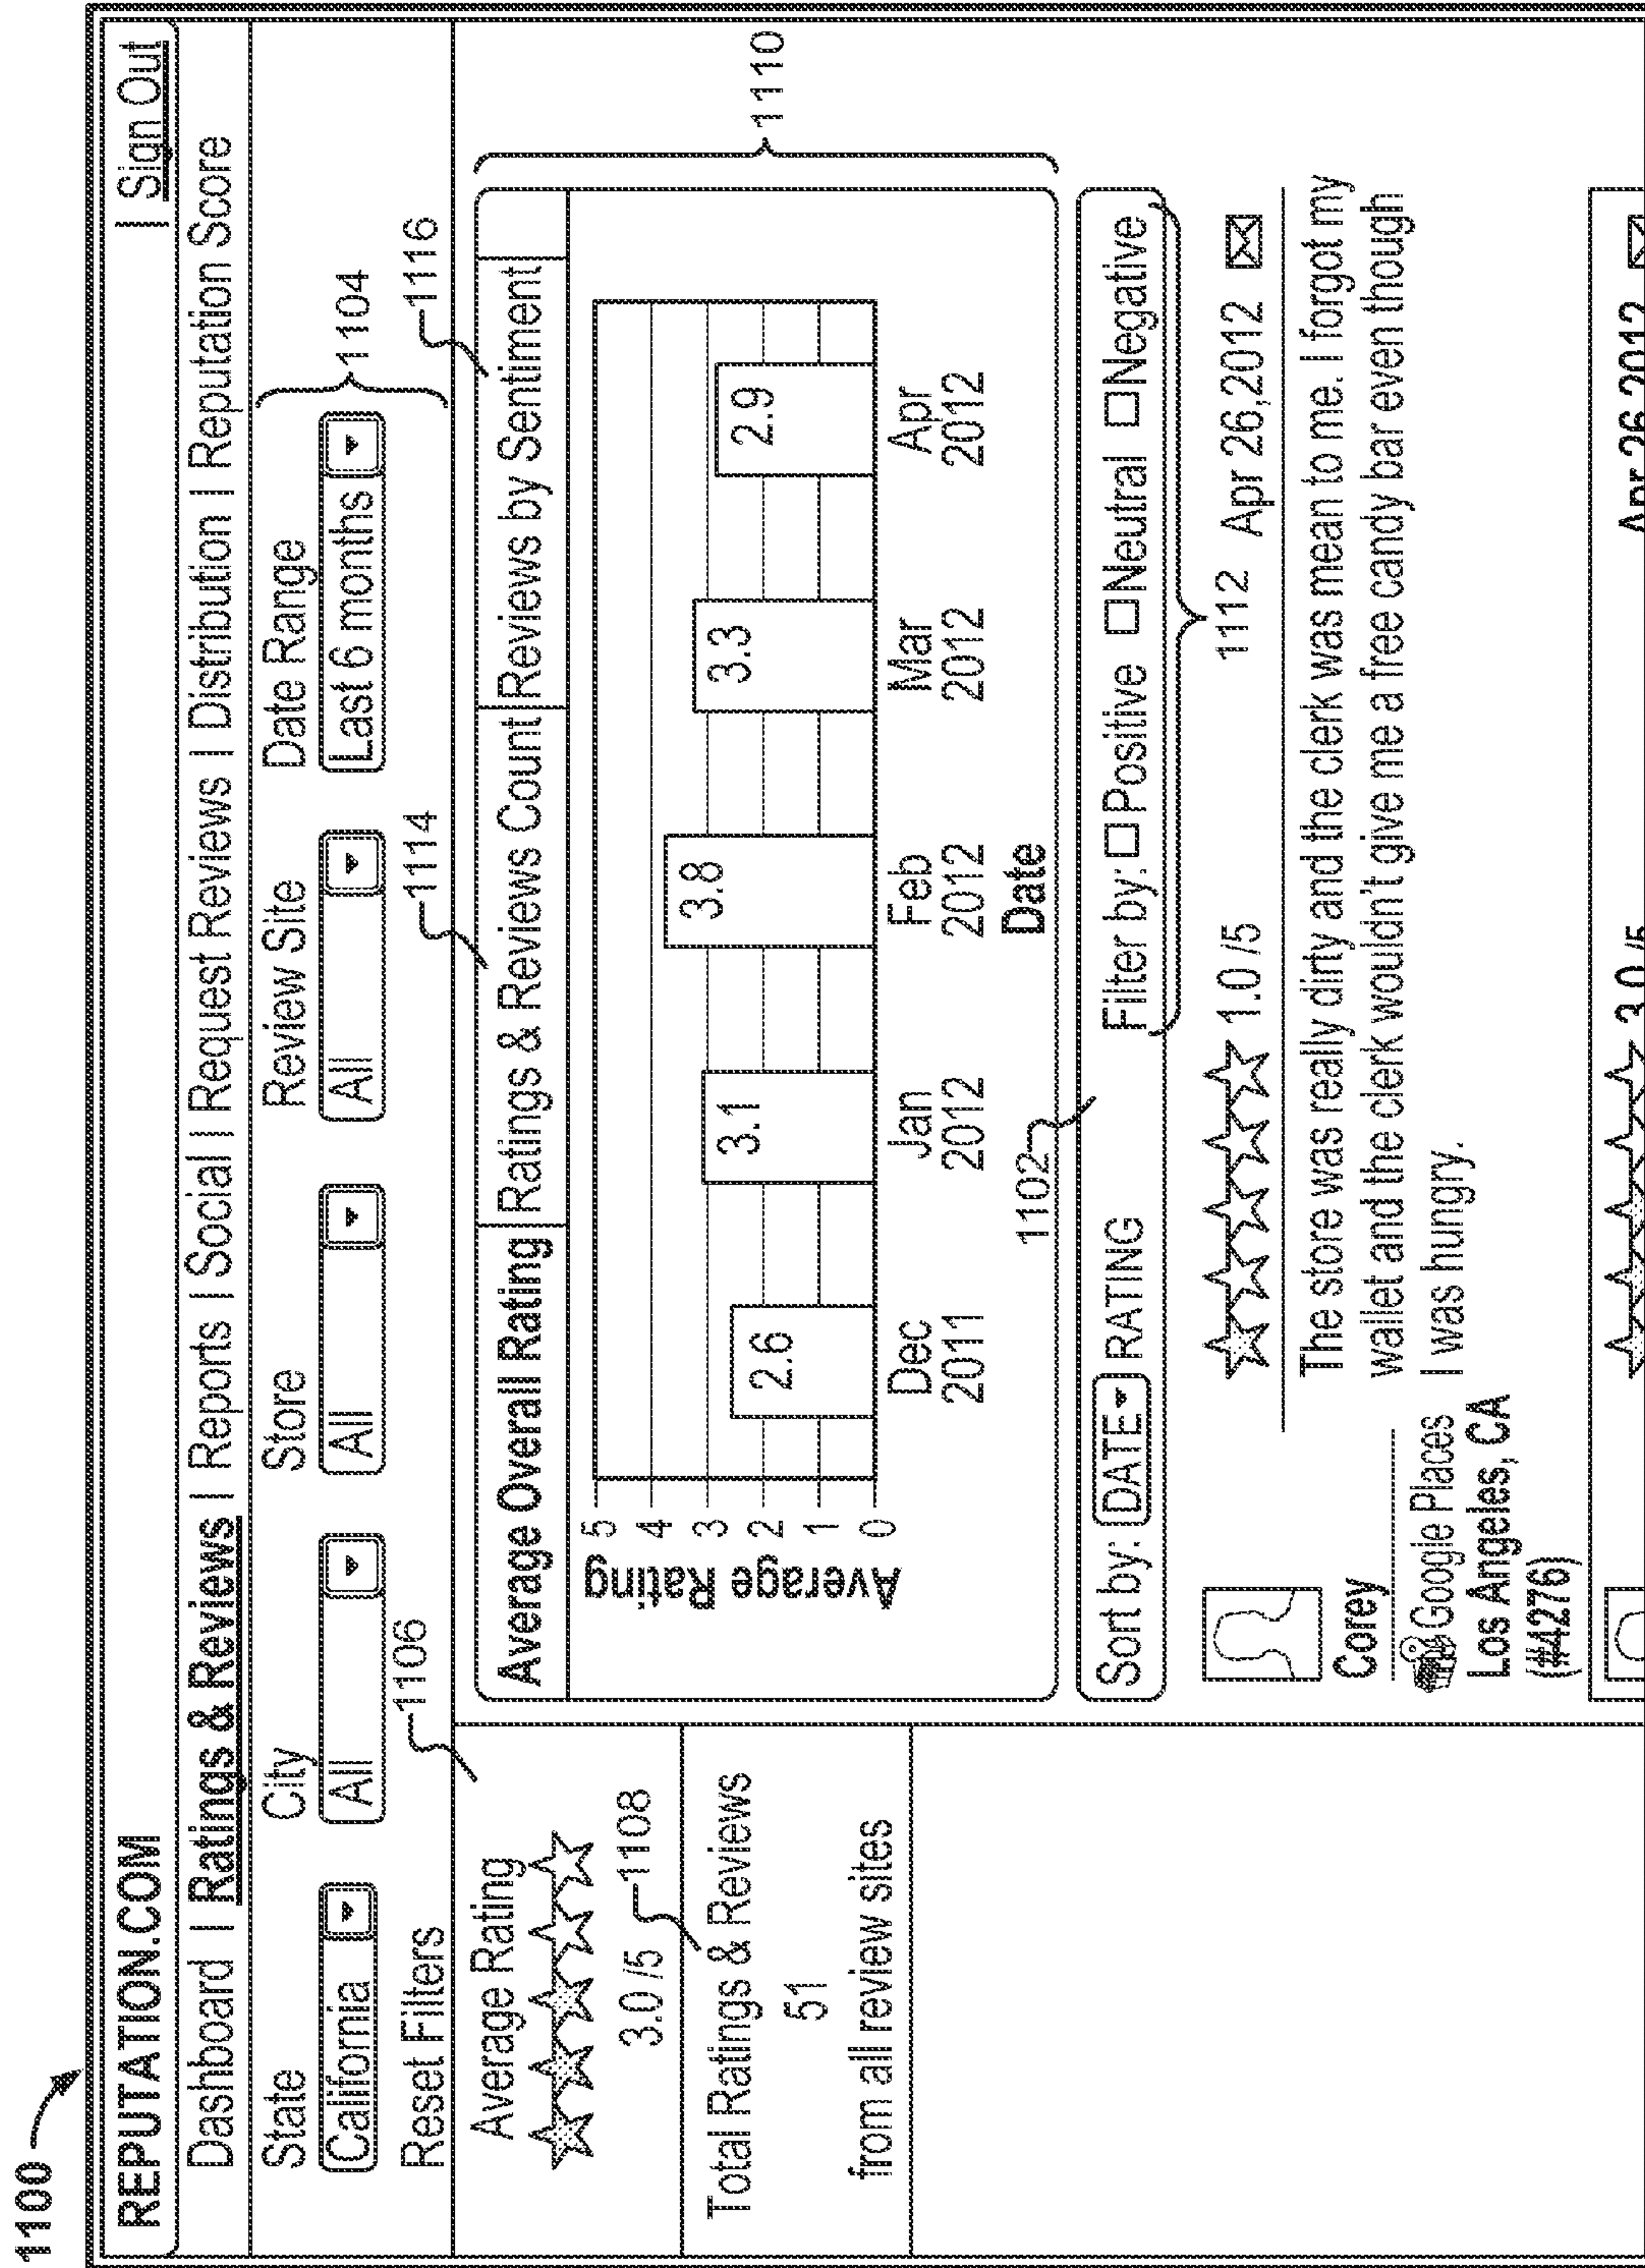 1100
REPUTATION.COM | Sign Out
Dashboard | Ratings & Reviews | Reports | Social | Request Reviews | Distribution | Reputation Score
State City Store Review Site Date Range
California All All All Last 6 months
1104
Reset Filters
1106
1114
1116
Average Rating
3.0 /5
1108
Total Ratings & Reviews
51
from all review sites
Average Overall Rating Ratings & Reviews Count Reviews by Sentiment
1110
Average Rating
5
4
3
2
1
0
2.6 3.1 3.8 3.3 2.9
Dec Jan Feb Mar Apr
2011 2012 2012 2012 2012
Date
1102
Sort by: DATE RATING Filter by: Positive Neutral Negative
1112
1.0 /5 Apr 26,2012
Corey
Google Places
Los Angeles, CA
(#4276)
The store was really dirty and the clerk was mean to me. I forgot my
wallet and the clerk wouldn't give me a free candy bar even though
I was hungry.
3.0 /5 Apr 26,2012